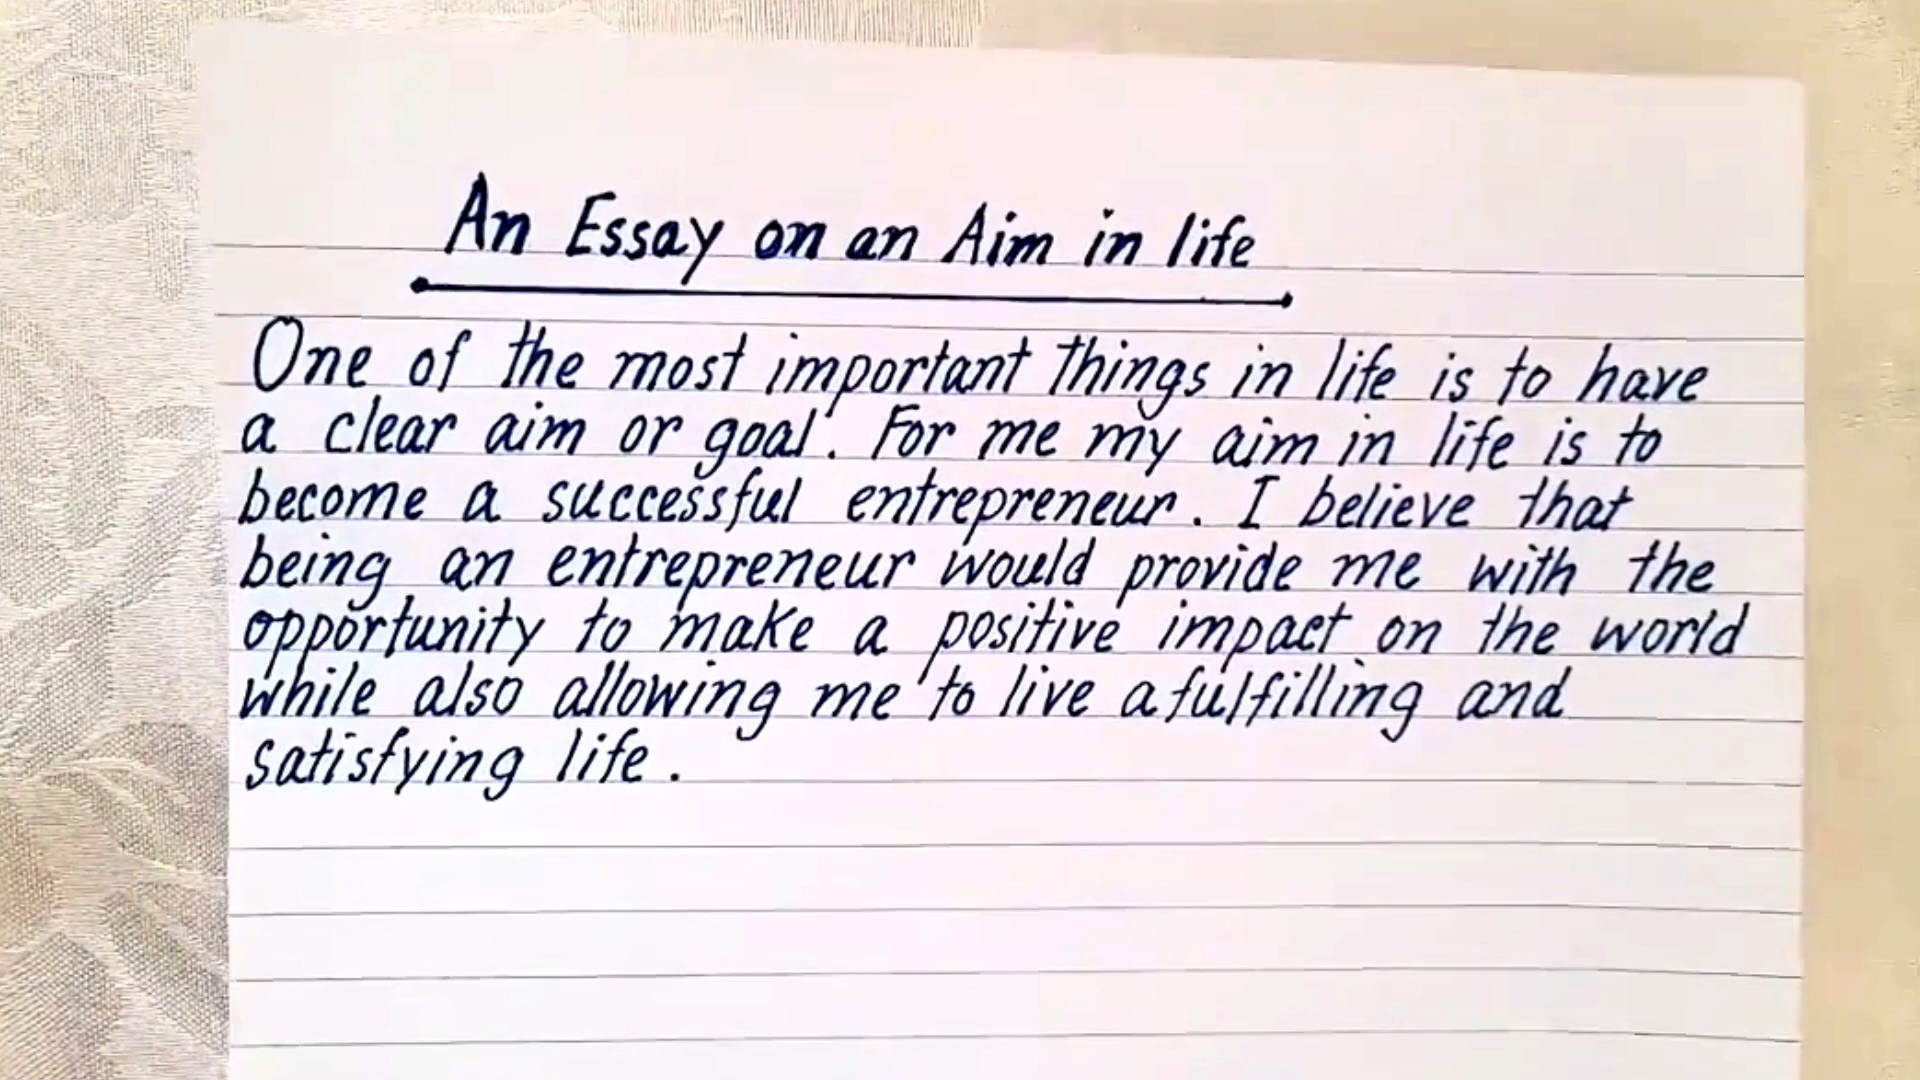 An Essay on an Aim in life
One of the most important things in life is to have
a clear aim or goal. For me my aim in life is to
become a successful entrepreneur. I believe that
being an entrepreneur would provide me with the
opportunity to make a positive impact on the world
while also allowing me to live a fulfilling and
satisfying life.